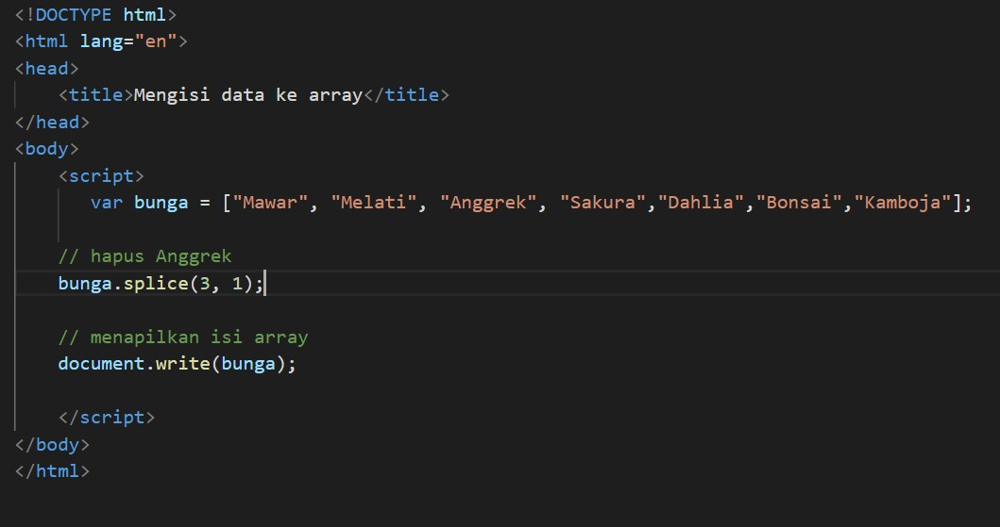 <!DOCTYPE html>
<html lang="en">
<head>
    <title>Mengisi data ke array</title>
</head>
<body>
    <script>
       var bunga = ["Mawar", "Melati", "Anggrek", "Sakura","Dahlia","Bonsai","Kamboja"];
    // hapus Anggrek
    bunga.splice(3, 1);
    // menapilkan isi array
    document.write(bunga);
    </script>
</body>
</html>